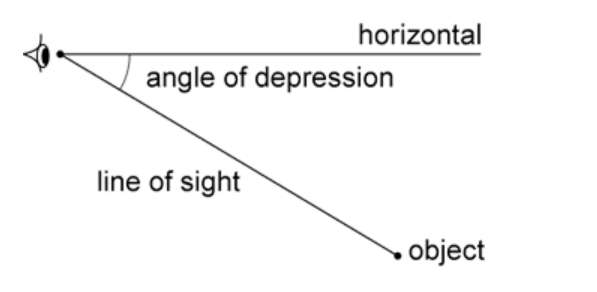 horizontal
angle of depression
line of sight
object